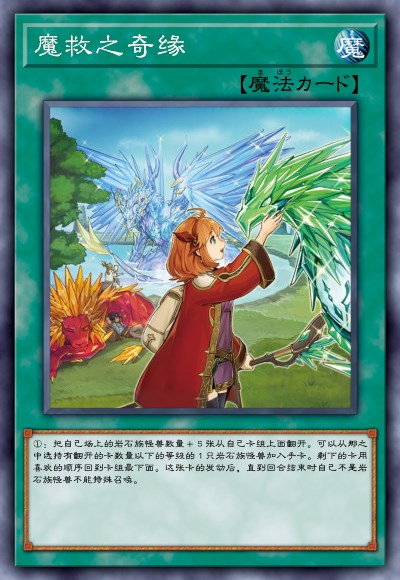 魔救之奇缘
魔
【魔法カード】
まほう
①：把自己场上的岩石族怪兽数量＋5张从自己卡组上面翻开。可以从那之
中选持有翻开的卡数量以下的等级的1只岩石族怪兽加入手卡。剩下的卡用
喜欢的顺序回到卡组最下面。这张卡的发动后，直到回合结束时自己不是岩
石族怪兽不能特殊召唤。